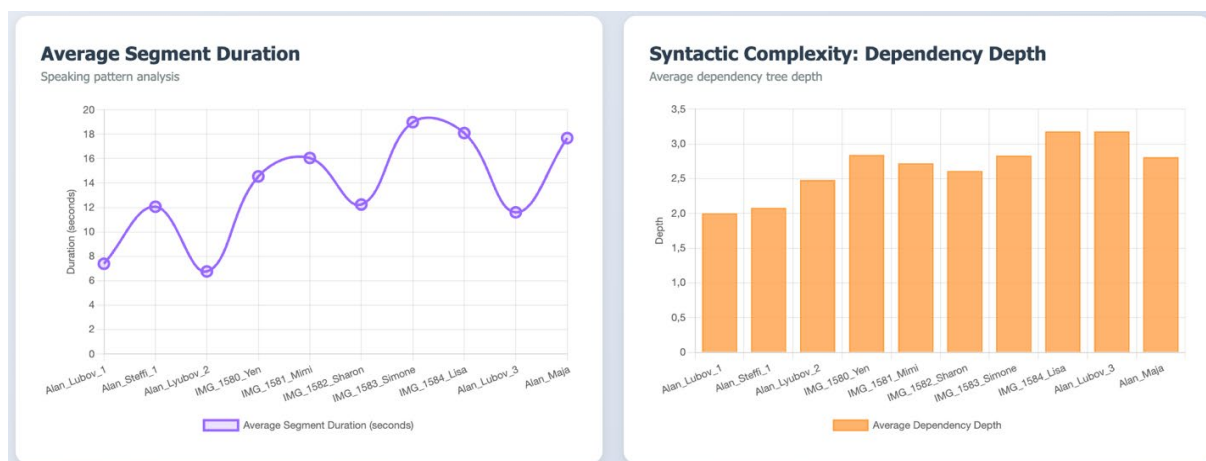 Average Segment Duration
Speaking pattern analysis
20
18
16
14
12
10
8
6
4
2
0
Duration (seconds)
Alan_Lubov_1
Alan_Steffi_1
Alan_Lyubov_2
IMG_1580_Yen
IMG_1581_Mimi
IMG_1582_Sharon
IMG_1583_Simone
IMG_1584_Lisa
Alan_Lubov_3
Alan_Maja
Average Segment Duration (seconds)
Syntactic Complexity: Dependency Depth
Average dependency tree depth
3,5
3,0
2,5
2,0
1,5
1,0
0,5
0
Depth
Alan_Lubov_1
Alan_Steffi_1
Alan_Lyubov_2
IMG_1580_Yen
IMG_1581_Mimi
IMG_1582_Sharon
IMG_1583_Simone
IMG_1584_Lisa
Alan_Lubov_3
Alan_Maja
Average Dependency Depth